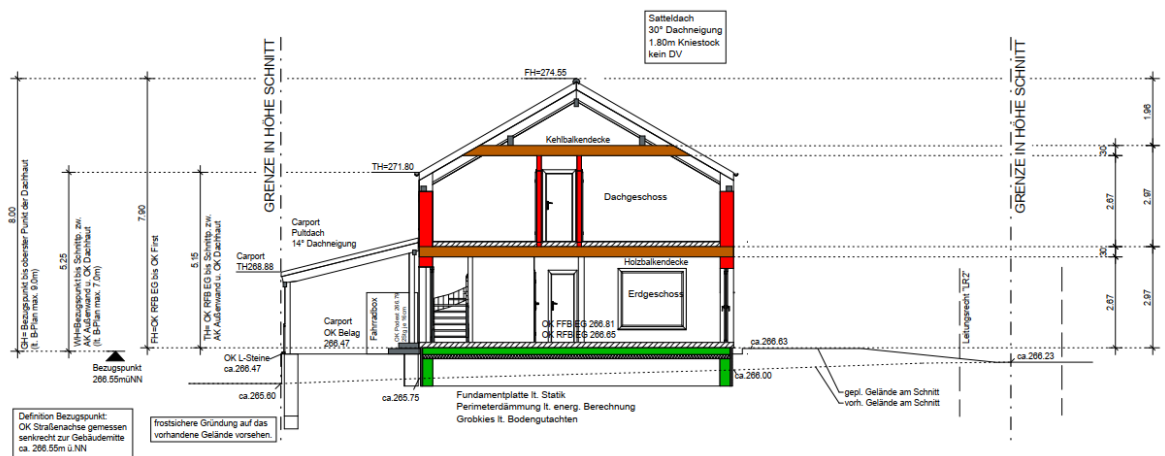 Satteldach
30° Dachneigung
1.80m Kniestock
kein DV
GRENZE IN HÖHE SCHNITT
GRENZE IN HÖHE SCHNITT
FH=274.55
Kehlbalkendecke
TH=271.80
Dachgeschoss
Carport
Pultdach
14° Dachneigung
Carport
TH268.88
Holzbalkendecke
Erdgeschoss
OK FFB EG 266.81
OK RFB EG 266.65
Fahrradbox
Carport
OK Belag
266.47
OK L-Steine
ca.266.47
ca.265.60
ca.265.75
ca.266.00
ca.266.63
ca.266.23
Leitungsrecht "LR2"
gepl. Gelände am Schnitt
vorh. Gelände am Schnitt
8.00
GH= Bezugspunkt bis oberster Punkt der Dachhaut
(lt. B-Plan max. 9.0m)
5.25
WH=Bezugspunkt bis Schnittp. zw.
AK Außenwand u. OK Dachhaut
(lt. B-Plan max. 7.0m)
7.90
FH=OK RFB EG bis OK First
5.15
TH= OK RFB EG bis Schnittp. zw.
AK Außenwand u. OK Dachhaut
1.96
30
2.67
2.97
30
2.67
2.97
Bezugspunkt
266.55müNN
Definition Bezugspunkt:
OK Straßenachse gemessen
senkrecht zur Gebäudemitte
ca. 266.55m ü.NN
frostsichere Gründung auf das
vorhandene Gelände vorsehen.
Fundamentplatte lt. Statik
Perimeterdämmung lt. energ. Berechnung
Grobkies lt. Bodengutachten